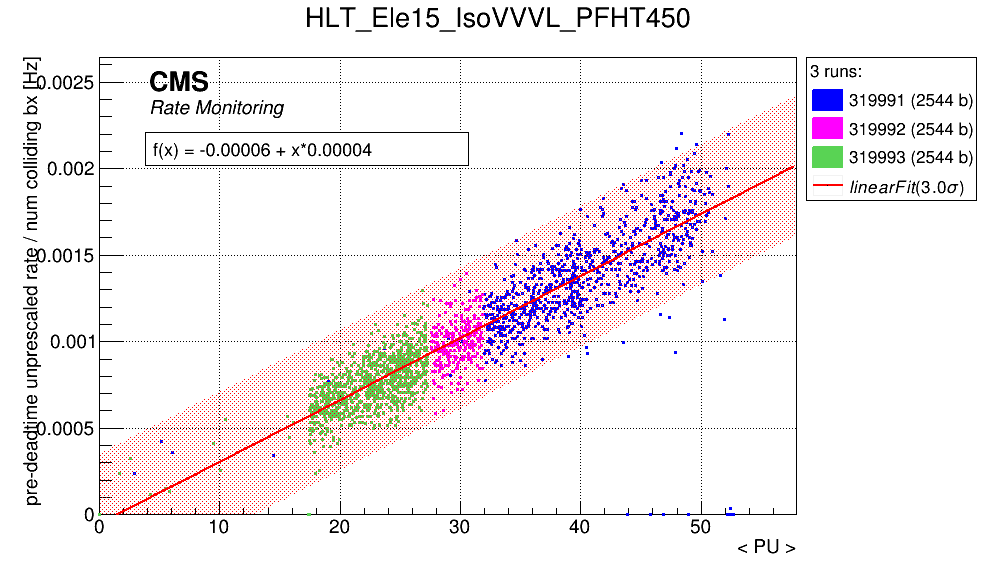 HLT_Ele15_IsoVVVL_PFHT450
pre-deadtime unprescaled rate / num colliding bx [Hz]
CMS
Rate Monitoring
f(x) = -0.00006 + x*0.00004
0.0025
0.002
0.0015
0.001
0.0005
0
0 10 20 30 40 50
< PU >
3 runs:
319991 (2544 b)
319992 (2544 b)
319993 (2544 b)
linearFit(3.0σ)